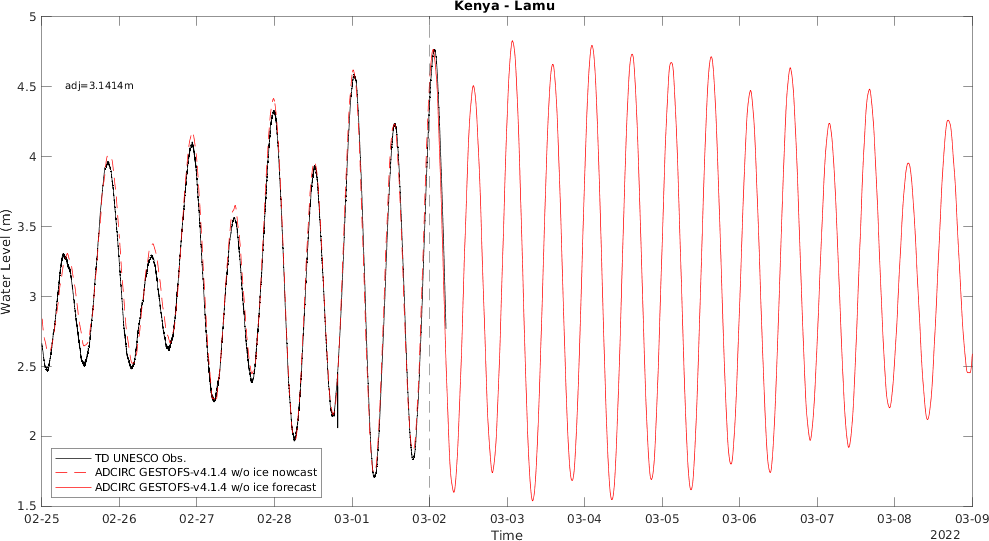 Kenya - Lamu
5
4.5
4
3.5
3
2.5
2
1.5
Water Level (m)
adj=3.1414m
TD UNESCO Obs.
ADCIRC GESTOFS-v4.1.4 w/o ice nowcast
ADCIRC GESTOFS-v4.1.4 w/o ice forecast
02-25 02-26 02-27 02-28 03-01 03-02 03-03 03-04 03-05 03-06 03-07 03-08 03-09
Time
2022